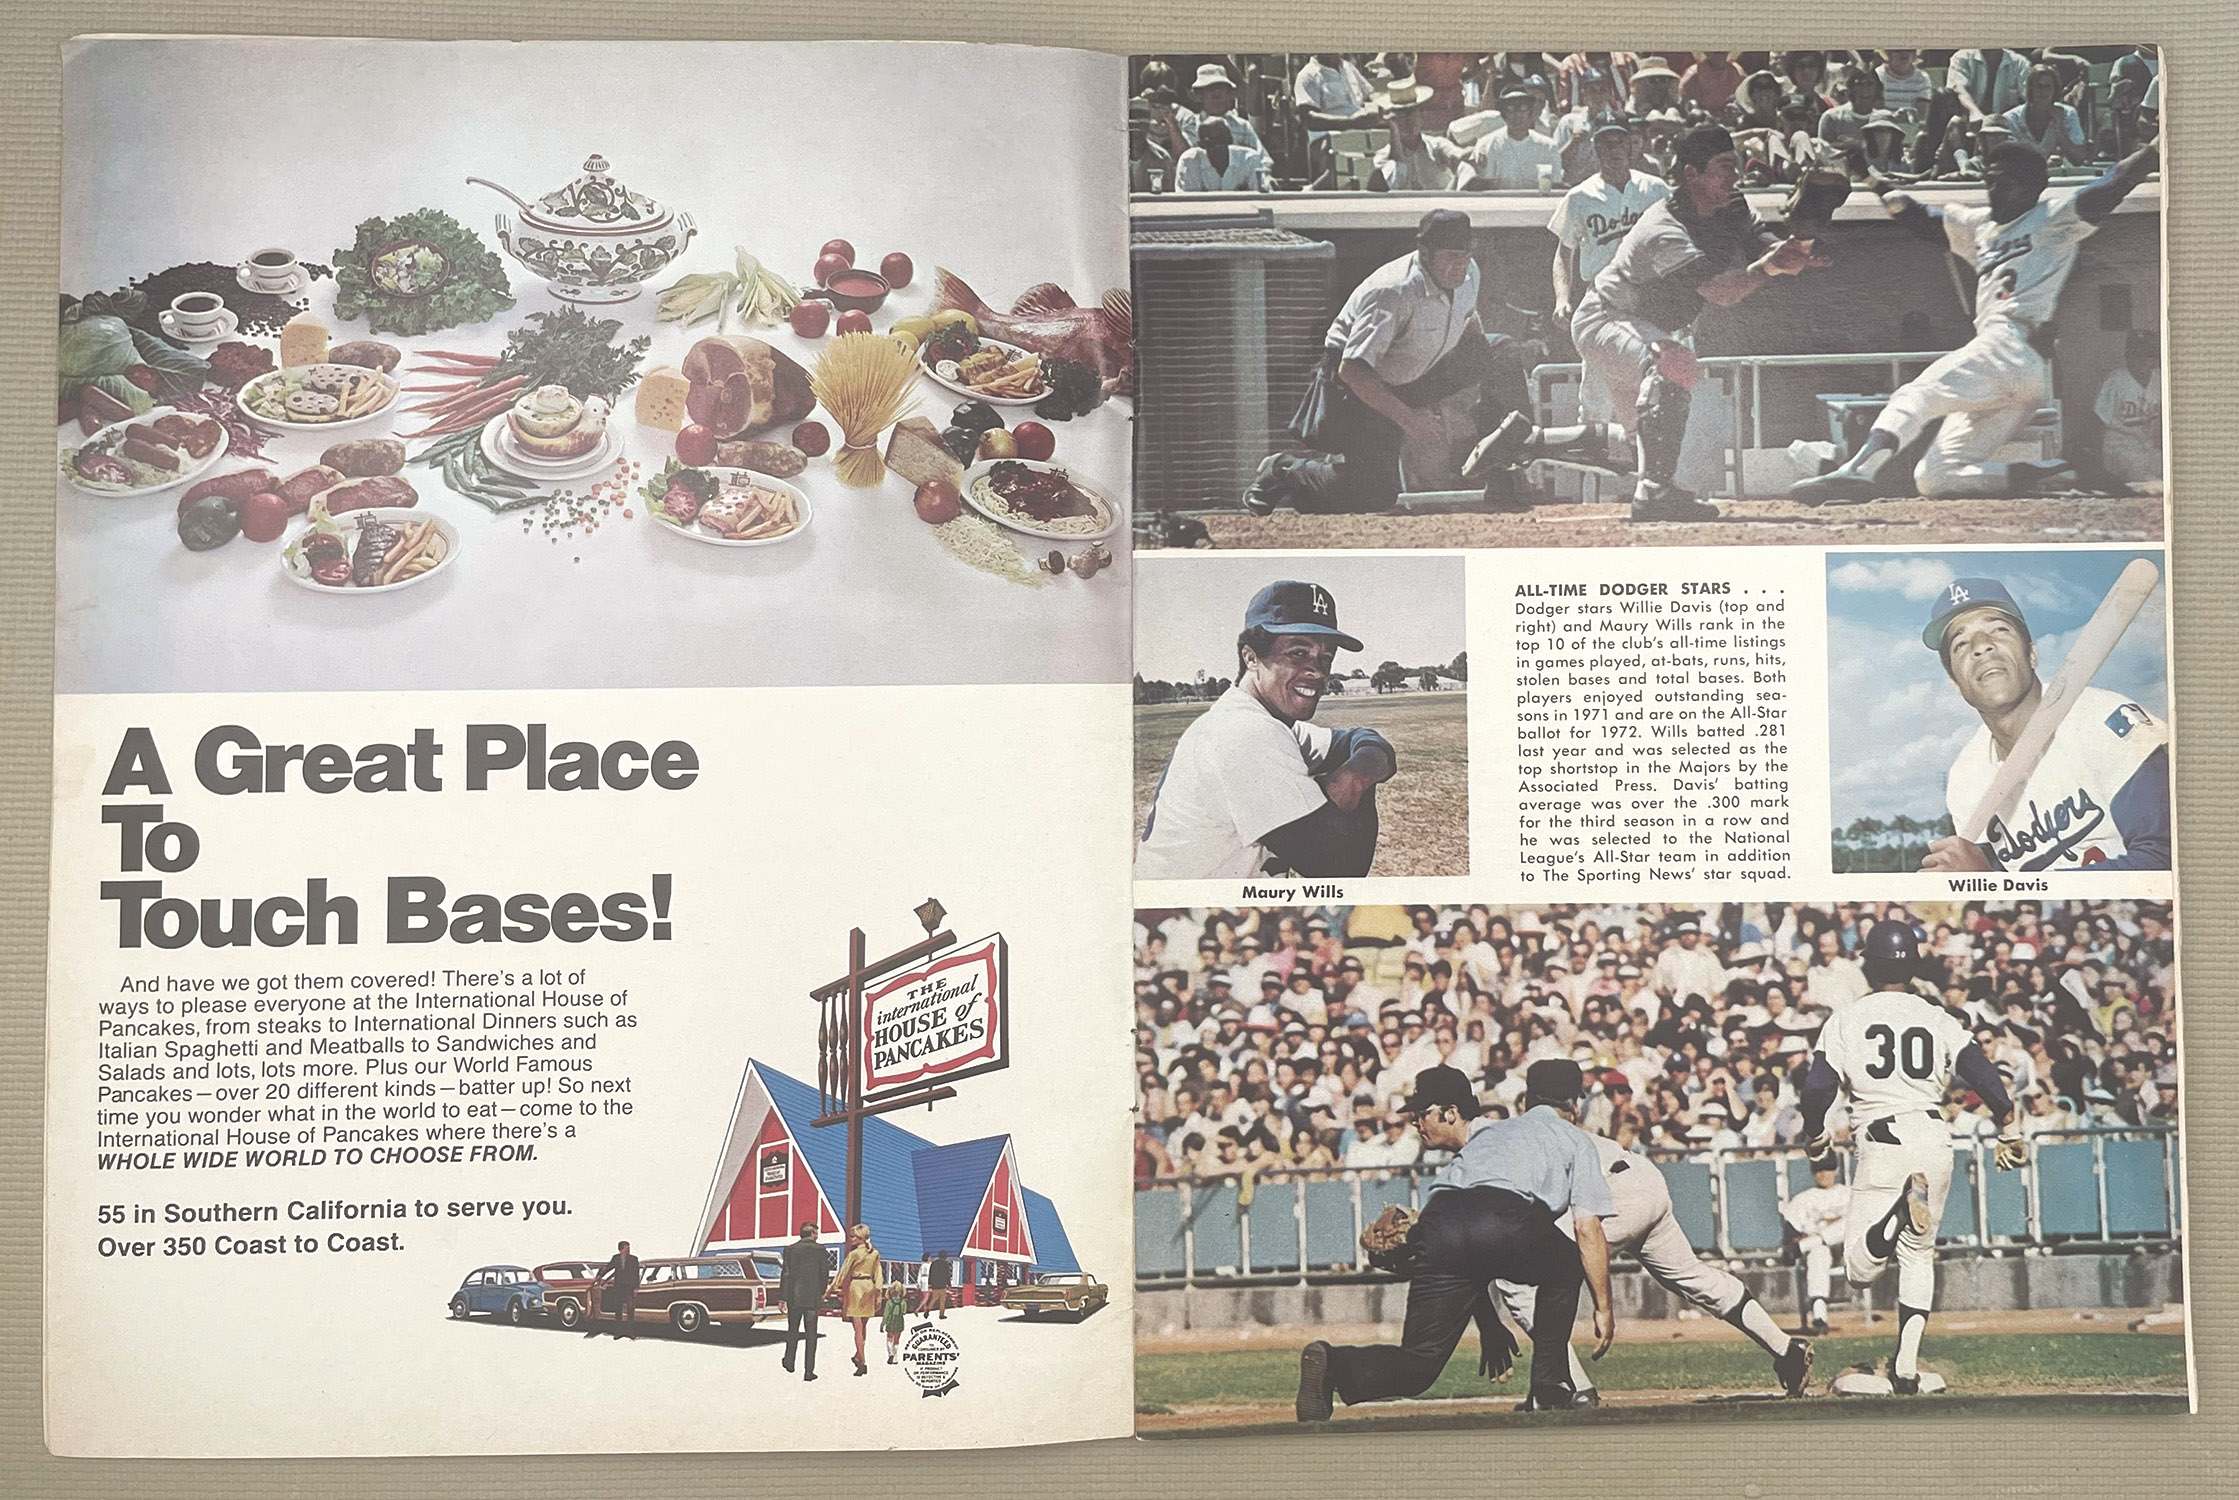 A Great Place
To
Touch Bases!
And have we got them covered! There's a lot of
ways to please everyone at the International House of
Pancakes, from steaks to International Dinners such as
Italian Spaghetti and Meatballs to Sandwiches and
Salads and lots, lots more. Plus our World Famous
Pancakes—over 20 different kinds—batter up! So next
time you wonder what in the world to eat—come to the
International House of Pancakes where there's a
WHOLE WIDE WORLD TO CHOOSE FROM.
55 in Southern California to serve you.
Over 350 Coast to Coast.
THE
international
HOUSE of
PANCAKES
GUARANTEED
PARENTS'
MAGAZINE
Dodgers
LA
ALL-TIME DODGER STARS . . .
Dodger stars Willie Davis (top and
right) and Maury Wills rank in the
top 10 of the club's all-time listings
in games played, at-bats, runs, hits,
stolen bases and total bases. Both
players enjoyed outstanding sea-
sons in 1971 and are on the All-Star
ballot for 1972. Wills batted .281
last year and was selected as the
top shortstop in the Majors by the
Associated Press. Davis' batting
average was over the .300 mark
for the third season in a row and
he was selected to the National
League's All-Star team in addition
to The Sporting News' star squad.
LA
Dodgers
Maury Wills
Willie Davis
30
30